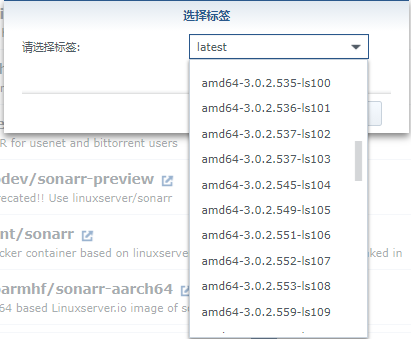 选择标签
请选择标签:
latest
amd64-3.0.2.535-ls100
amd64-3.0.2.536-ls101
amd64-3.0.2.537-ls102
amd64-3.0.2.537-ls103
amd64-3.0.2.545-ls104
amd64-3.0.2.549-ls105
amd64-3.0.2.551-ls106
amd64-3.0.2.552-ls107
amd64-3.0.2.553-ls108
amd64-3.0.2.559-ls109
R for usenet and bittorrent users
dev/sonarr-preview
recated!! Use linuxserver/sonarr
nt/sonarr
cker container based on linuxserve
ked in
armhf/sonarr-aarch64
64 based Linuxserver.io image of s